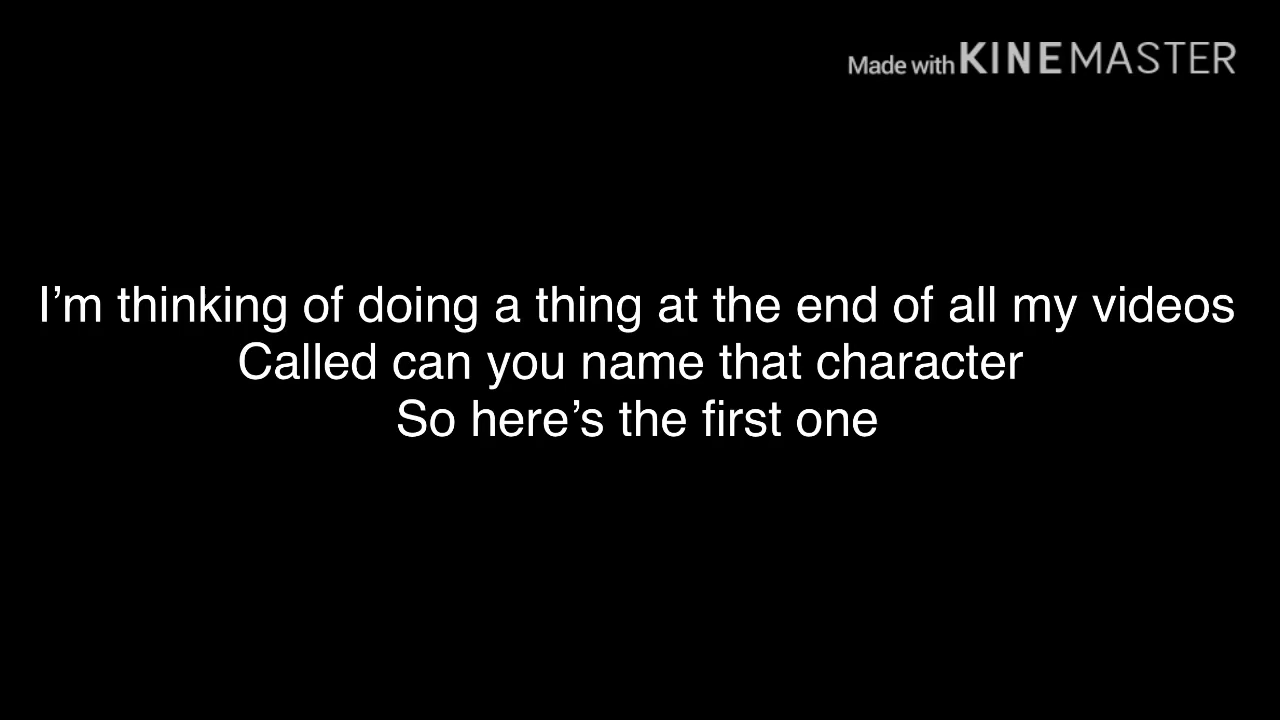 Made with KINEMASTER
I’m thinking of doing a thing at the end of all my videos
Called can you name that character
So here’s the first one